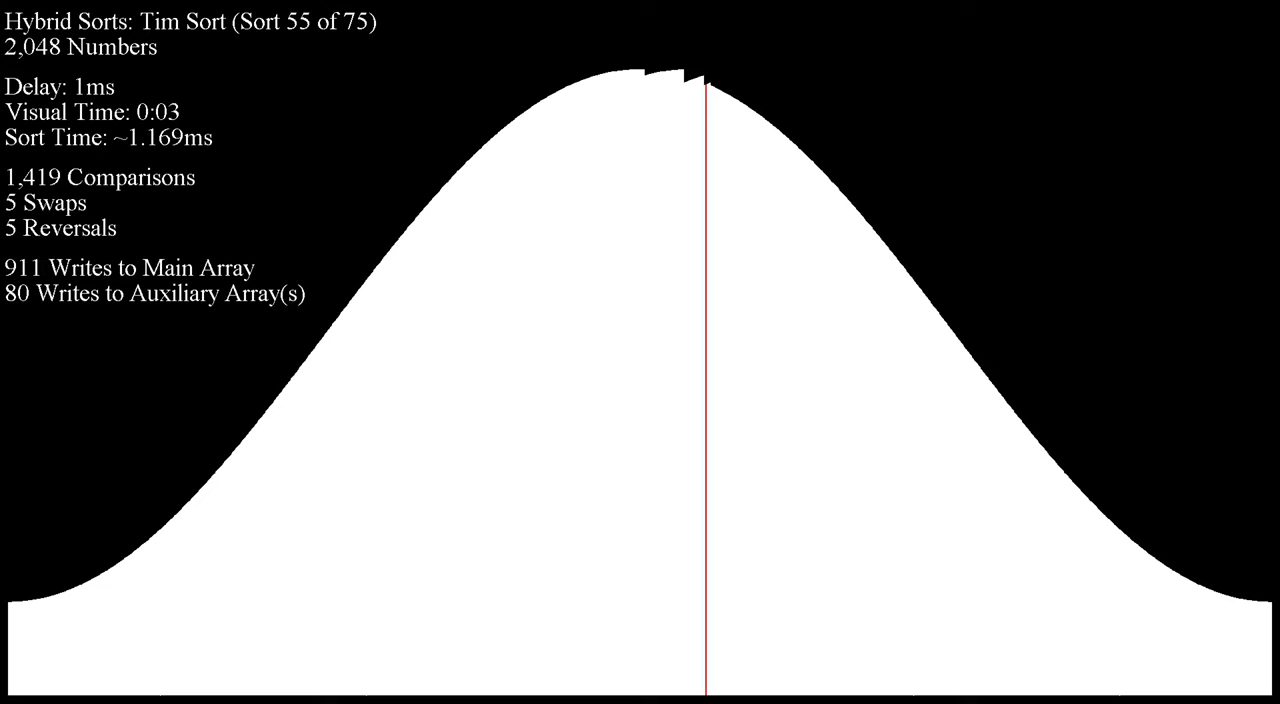 Hybrid Sorts: Tim Sort (Sort 55 of 75)
2,048 Numbers
Delay: 1ms
Visual Time: 0:03
Sort Time: ~1.169ms
1,419 Comparisons
5 Swaps
5 Reversals
911 Writes to Main Array
80 Writes to Auxiliary Array(s)